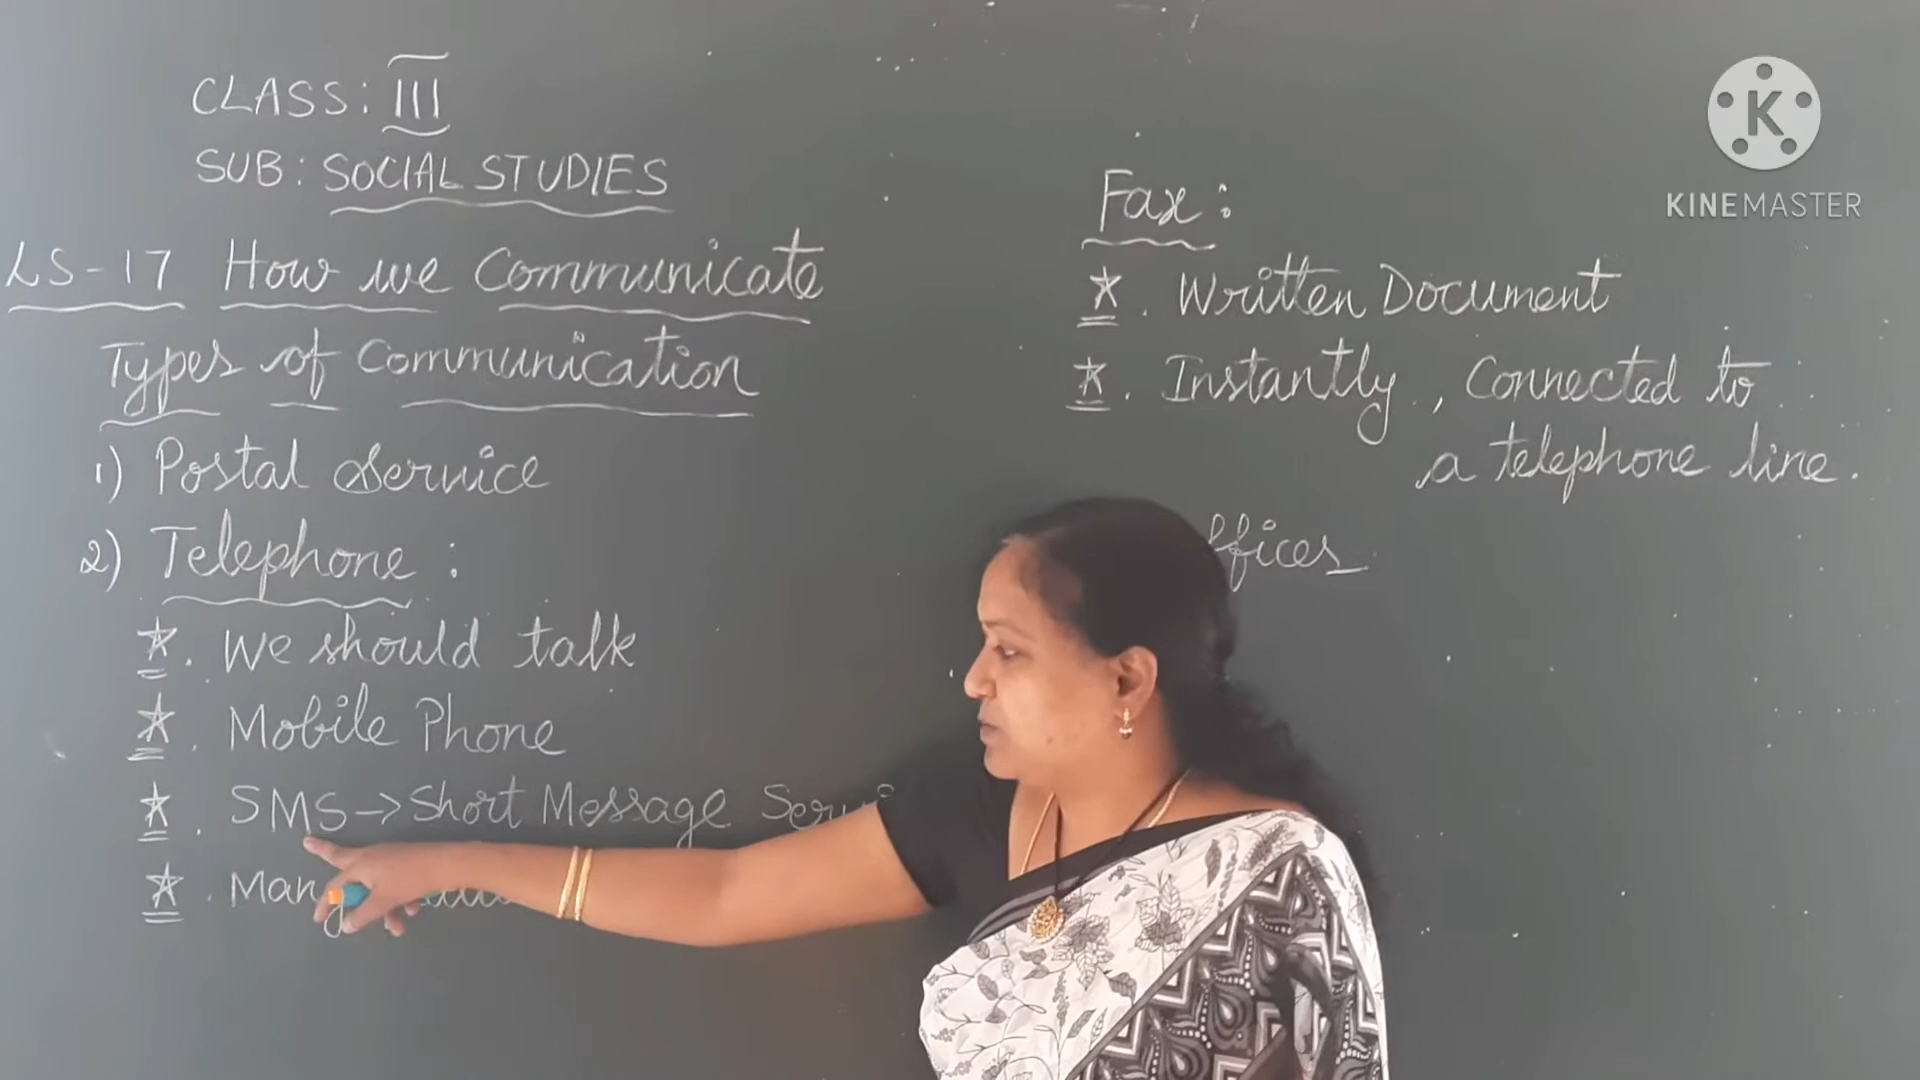 CLASS: III
SUB: SOCIAL STUDIES
LS-17 How we Communicate
Types of Communication
1) Postal Service
2) Telephone :
. We should talk
. Mobile Phone
. SMS → Short Message
. Many
Fax :
. Written Document
. Instantly, Connected to
a telephone line.
K
KINEMASTER